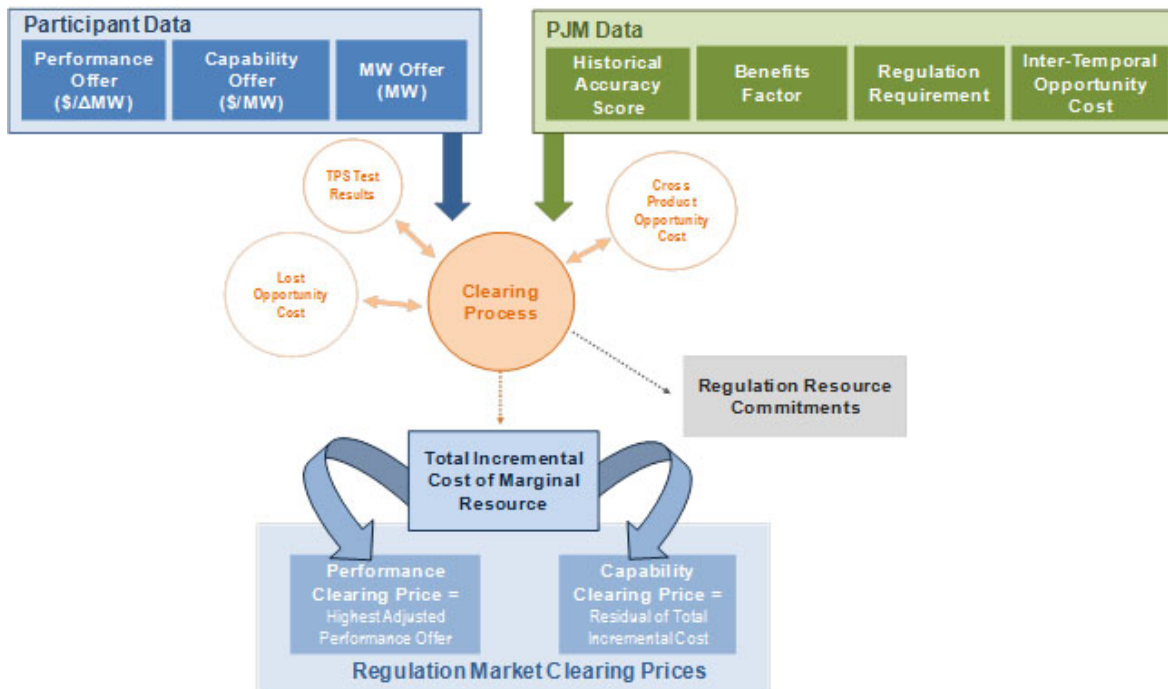 Participant Data
Performance
Offer
($/ΔMW)
Capability
Offer
($/MW)
MW Offer
(MW)
PJM Data
Historical
Accuracy
Score
Benefits
Factor
Regulation
Requirement
Inter-Temporal
Opportunity
Cost
TPS Test
Results
Cross
Product
Opportunity
Cost
Lost
Opportunity
Cost
Clearing
Process
Regulation Resource
Commitments
Total Incremental
Cost of Marginal
Resource
Performance
Clearing Price =
Highest Adjusted
Performance Offer
Capability
Clearing Price =
Residual of Total
Incremental Cost
Regulation Market Clearing Prices